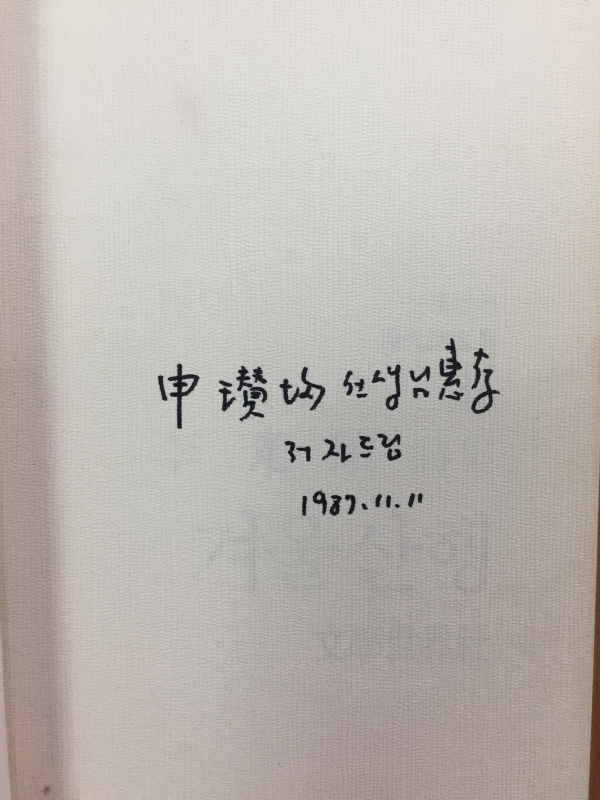 申 瓚均 선생님 惠存
저자드림
1987.11.11